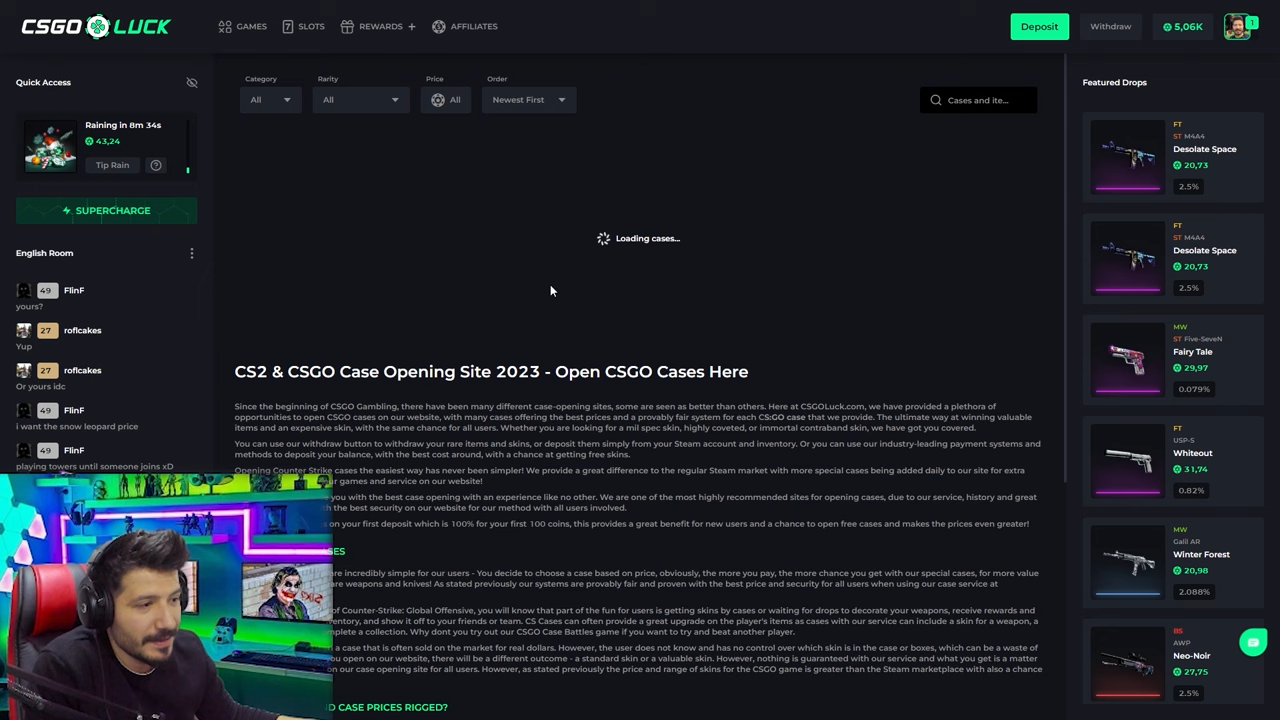 CSGO LUCK
GAMES
SLOTS
REWARDS +
AFFILIATES
Deposit
Withdraw
5,06K
1
Quick Access
Raining in 8m 34s
43,24
Tip Rain
SUPERCHARGE
English Room
49 FlinF
yours?
27 roflcakes
Yup
27 roflcakes
Or yours idc
49 FlinF
i want the snow leopard price
49 FlinF
playing towers until someone joins xD
Category
All
Rarity
All
Price
All
Order
Newest First
Cases and ite...
Loading cases...
CS2 & CSGO Case Opening Site 2023 - Open CSGO Cases Here
Since the beginning of CSGO Gambling, there have been many different case-opening sites, some are seen as better than others. Here at CSGOLuck.com, we have provided a plethora of
opportunities to open CSGO cases on our website, with many cases offering the best prices and a provably fair system for each CS:GO case that we provide. The ultimate way at winning valuable
items and an expensive skin, with the same chance for all users. Whether you are looking for a mil spec skin, highly coveted, or immortal contraband skin, we have got you covered.
You can use our withdraw button to withdraw your rare items and skins, or deposit them simply from your Steam account and inventory. Or you can use our industry-leading payment systems and
methods to deposit your balance, with the best cost around, with a chance at getting free skins.
Opening Counter Strike cases the easiest way has never been simpler! We provide a great difference to the regular Steam market with more special cases being added daily to our site for extra
ur games and service on our website!
you with the best case opening with an experience like no other. We are one of the most highly recommended sites for opening cases, due to our service, history and great
th the best security on our website for our method with all users involved.
s on your first deposit which is 100% for your first 100 coins, this provides a great benefit for new users and a chance to open free cases and makes the prices even greater!
SES
are incredibly simple for our users - You decide to choose a case based on price, obviously, the more you pay, the more chance you get with our special cases, for more value
are weapons and knives! As stated previously our systems are provably fair and proven with the best price and security for all users when using our case service at
of Counter-Strike: Global Offensive, you will know that part of the fun for users is getting skins by cases or waiting for drops to decorate your weapons, receive rewards and
ventory, and show it off to your friends or team. CS Cases can often provide a great upgrade on the player's items as cases with our service can include a skin for a weapon, a
mplete a collection. Why dont you try out our CSGO Case Battles game if you want to try and beat another player.
n a case that is often sold on the market for real dollars. However, the user does not know and has no control over which skin is in the case or boxes, which can be a waste of
ou open on our website, there will be a different outcome - a standard skin or a valuable skin. However, nothing is guaranteed with our service and what you get is a matter
on our case opening site for all users. However, as stated previously the price and range of skins for the CSGO game is greater than the Steam marketplace with also a chance
D CASE PRICES RIGGED?
Featured Drops
FT
ST M4A4
Desolate Space
20,73
2.5%
FT
ST M4A4
Desolate Space
20,73
2.5%
MW
ST Five-SeveN
Fairy Tale
29,97
0.079%
FT
USP-S
Whiteout
31,74
0.82%
MW
Galil AR
Winter Forest
20,98
2.088%
BS
AWP
Neo-Noir
27,75
2.5%